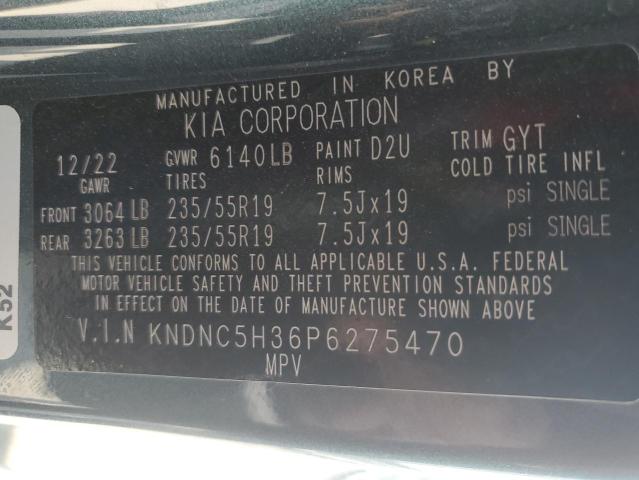 MANUFACTURED IN KOREA BY
KIA CORPORATION
12/22 GVWR 6140LB PAINT D2U TRIM GYT
GAWR TIRES RIMS COLD TIRE INFL
FRONT 3064 LB 235/55R19 7.5Jx19 psi SINGLE
REAR 3263 LB 235/55R19 7.5Jx19 psi SINGLE
THIS VEHICLE CONFORMS TO ALL APPLICABLE U.S.A. FEDERAL
MOTOR VEHICLE SAFETY AND THEFT PREVENTION STANDARDS
IN EFFECT ON THE DATE OF MANUFACTURE SHOWN ABOVE
V.I.N KNDNC5H36P6275470
MPV
K52